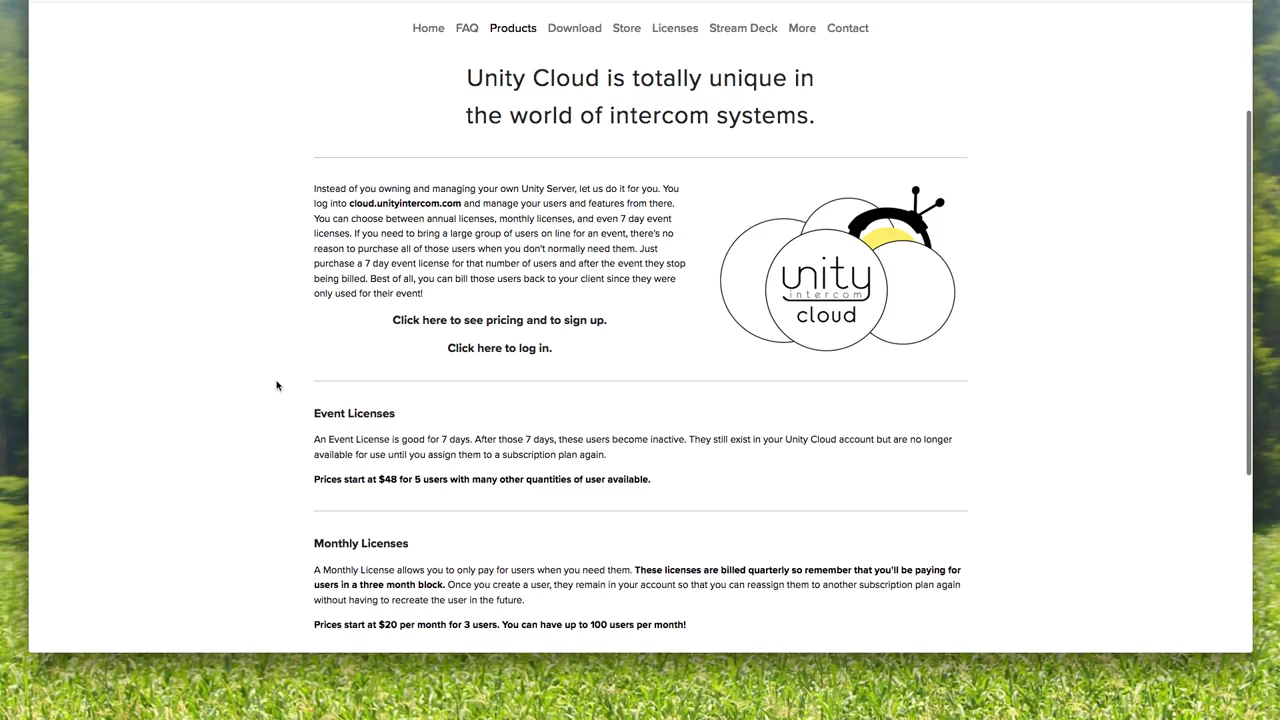 Home FAQ Products Download Store Licenses Stream Deck More Contact
Unity Cloud is totally unique in
the world of intercom systems.
Instead of you owning and managing your own Unity Server, let us do it for you. You
log into cloud.unityintercom.com and manage your users and features from there.
You can choose between annual licenses, monthly licenses, and even 7 day event
licenses. If you need to bring a large group of users on line for an event, there's no
reason to purchase all of those users when you don't normally need them. Just
purchase a 7 day event license for that number of users and after the event they stop
being billed. Best of all, you can bill those users back to your client since they were
only used for their event!
Click here to see pricing and to sign up.
Click here to log in.
unity
intercom
cloud
Event Licenses
An Event License is good for 7 days. After those 7 days, these users become inactive. They still exist in your Unity Cloud account but are no longer
available for use until you assign them to a subscription plan again.
Prices start at $48 for 5 users with many other quantities of user available.
Monthly Licenses
A Monthly License allows you to only pay for users when you need them. These licenses are billed quarterly so remember that you'll be paying for
users in a three month block. Once you create a user, they remain in your account so that you can reassign them to another subscription plan again
without having to recreate the user in the future.
Prices start at $20 per month for 3 users. You can have up to 100 users per month!